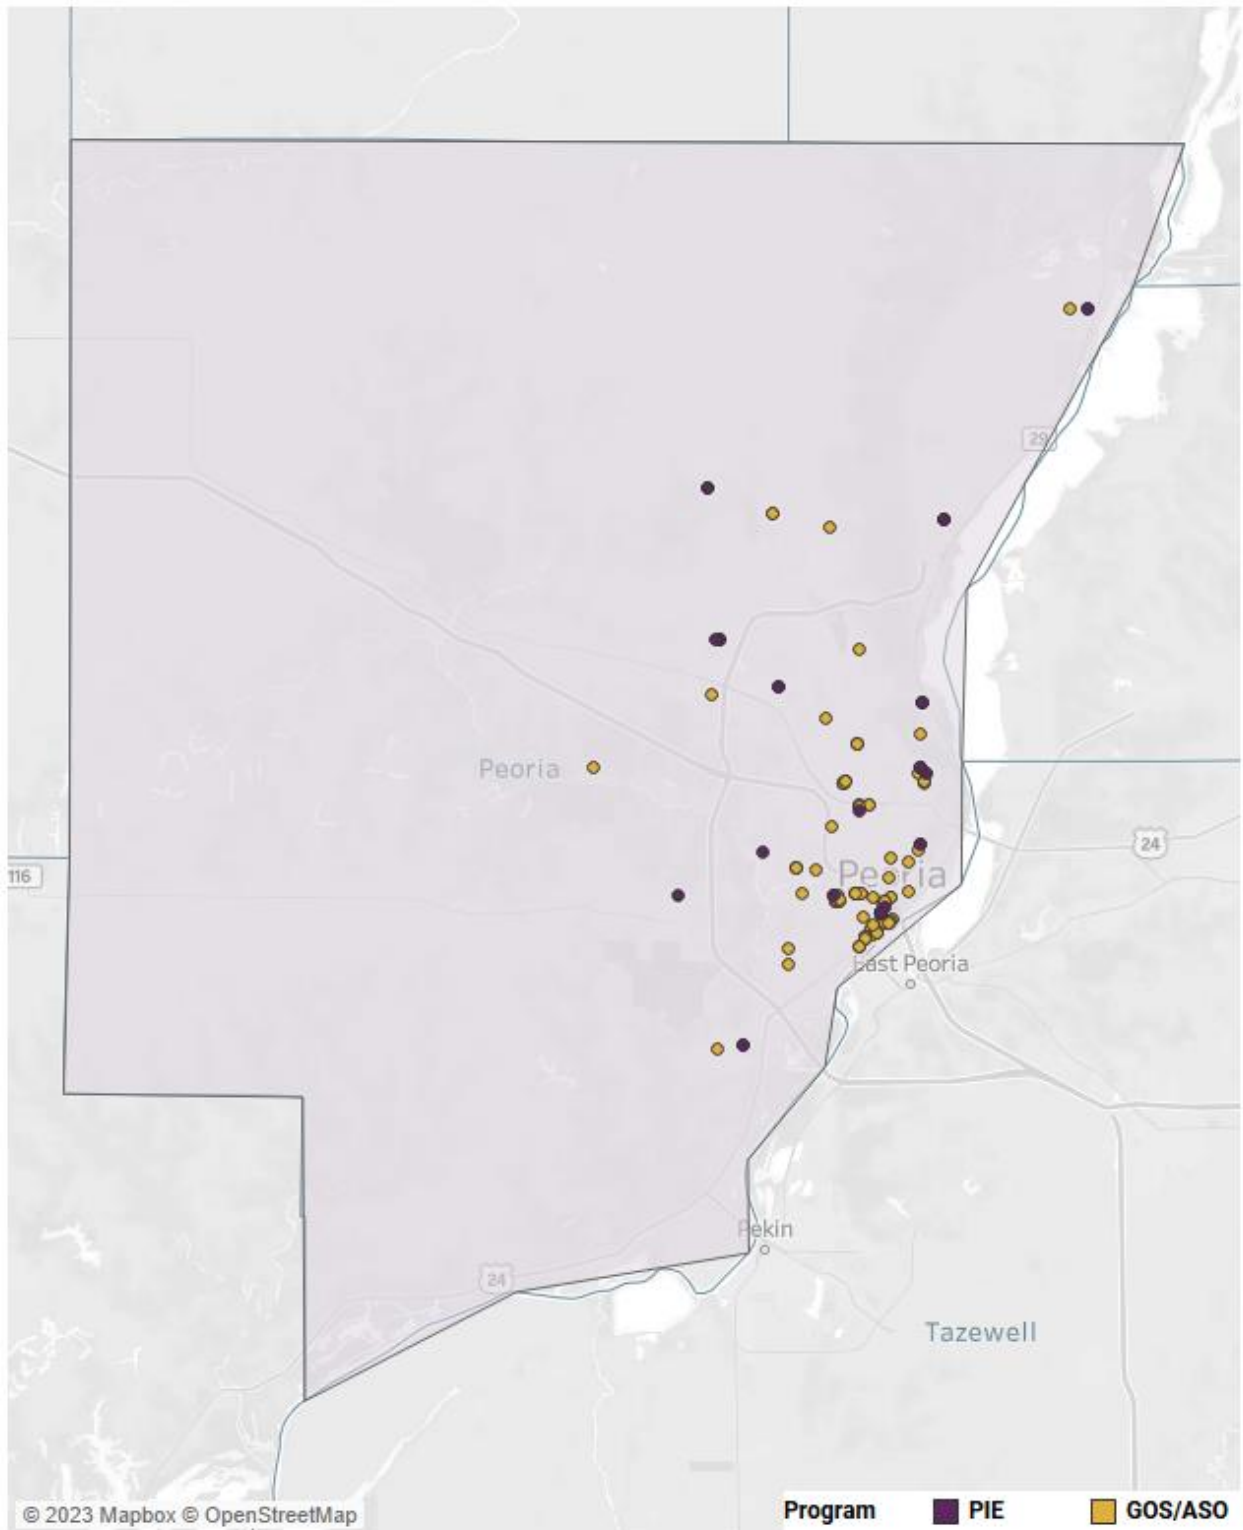 29
Peoria
24
116
Peoria
East Peoria
Pekin
24
Tazewell
© 2023 Mapbox © OpenStreetMap
Program PIE GOS/ASO